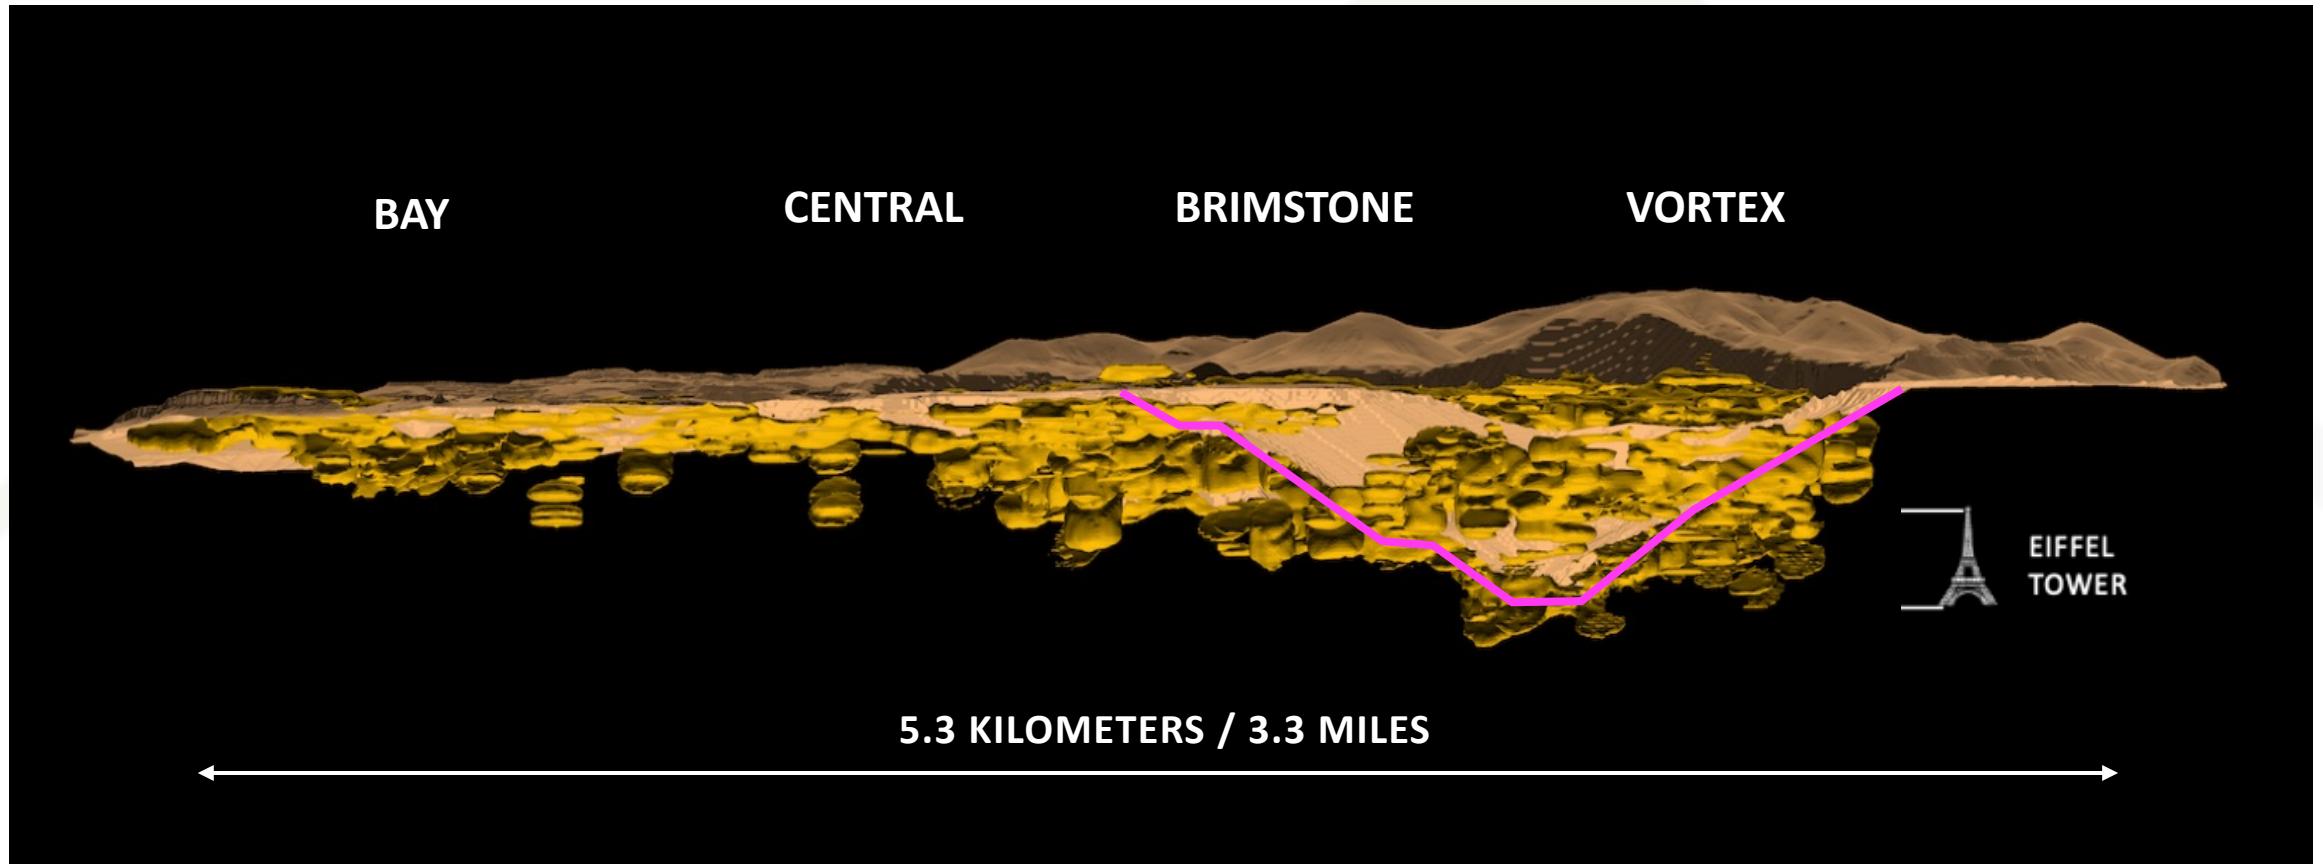 BAY
CENTRAL
BRIMSTONE
VORTEX
EIFFEL
TOWER
5.3 KILOMETERS / 3.3 MILES